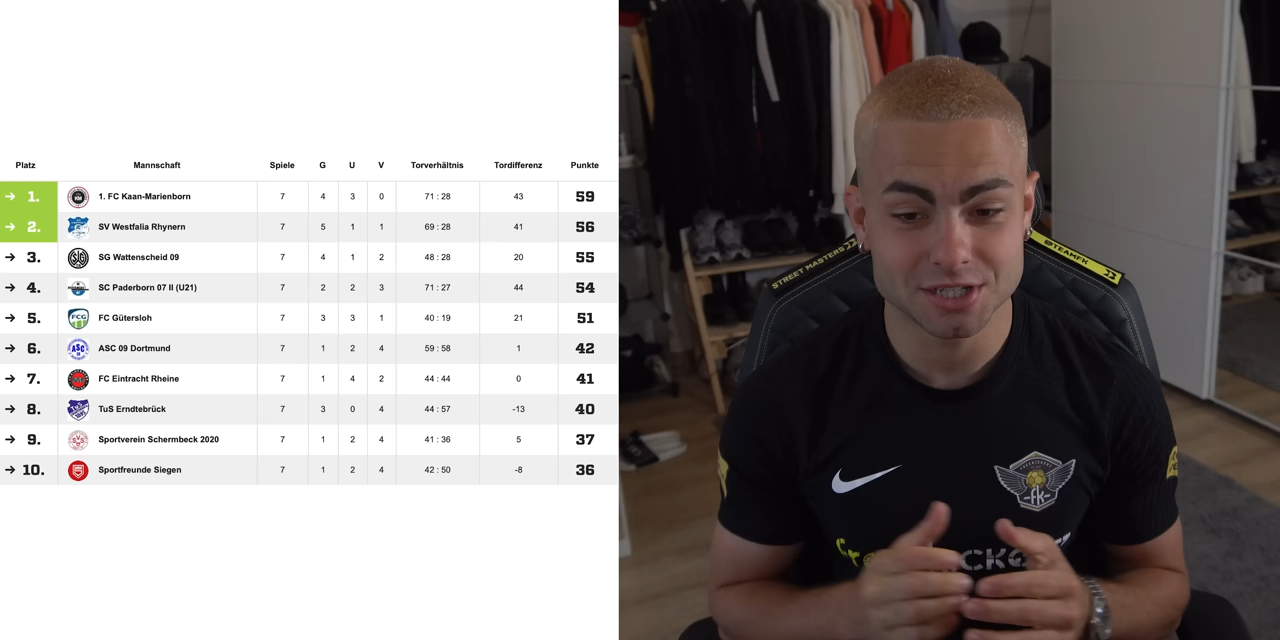 Platz Mannschaft Spiele G U V Torverhältnis Tordifferenz Punkte
1. 1. FC Kaan-Marienborn 7 4 3 0 71 : 28 43 59
2. SV Westfalia Rhynern 7 5 1 1 69 : 28 41 56
3. SG Wattenscheid 09 7 4 1 2 48 : 28 20 55
4. SC Paderborn 07 II (U21) 7 2 2 3 71 : 27 44 54
5. FC Gütersloh 7 3 3 1 40 : 19 21 51
6. ASC 09 Dortmund 7 1 2 4 59 : 58 1 42
7. FC Eintracht Rheine 7 1 4 2 44 : 44 0 41
8. TuS Erndtebrück 7 3 0 4 44 : 57 -13 40
9. Sportverein Schermbeck 2020 7 1 2 4 41 : 36 5 37
10. Sportfreunde Siegen 7 1 2 4 42 : 50 -8 36
KM
FCG
ASC
STREET MASTERS
@TEAMFK
FK